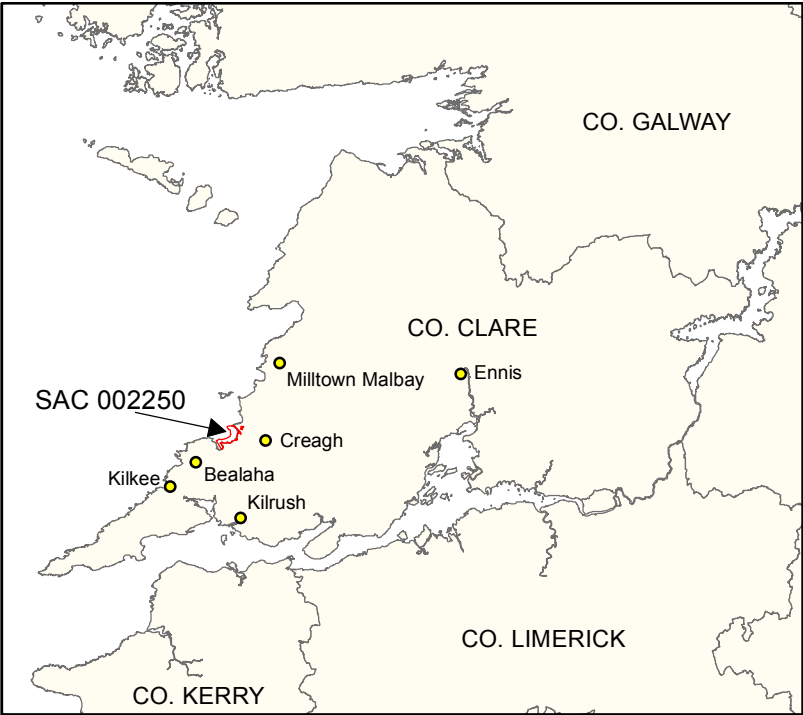 CO. GALWAY
CO. CLARE
Milltown Malbay
Ennis
SAC 002250
Creagh
Bealaha
Kilkee
Kilrush
CO. LIMERICK
CO. KERRY